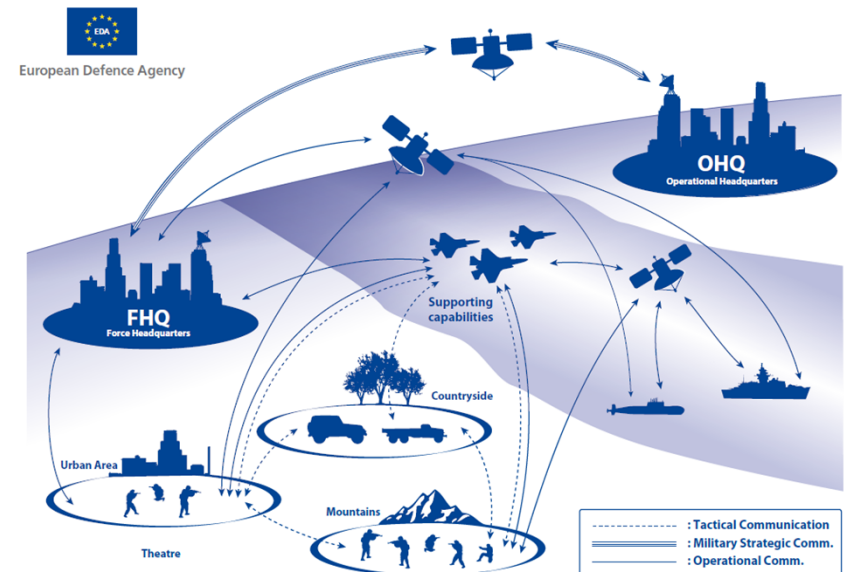 EDA
European Defence Agency
OHQ
Operational Headquarters
FHQ
Force Headquarters
Supporting
capabilities
Countryside
Urban Area
Mountains
Theatre
: Tactical Communication
: Military Strategic Comm.
: Operational Comm.